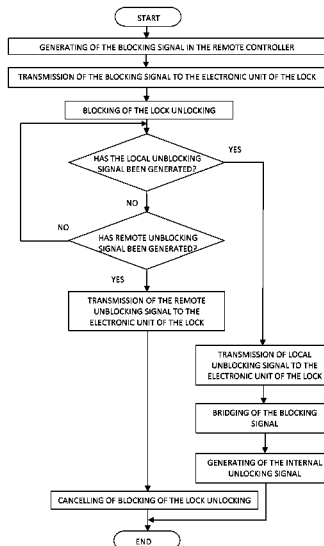 START
GENERATING OF THE BLOCKING SIGNAL IN THE REMOTE CONTROLLER
TRANSMISSION OF THE BLOCKING SIGNAL TO THE ELECTRONIC UNIT OF THE LOCK
BLOCKING OF THE LOCK UNLOCKING
HAS THE LOCAL UNBLOCKING
SIGNAL BEEN GENERATED?
YES
NO
NO
HAS REMOTE UNBLOCKING
SIGNAL BEEN GENERATED?
YES
TRANSMISSION OF THE REMOTE
UNBLOCKING SIGNAL TO THE
ELECTRONIC UNIT OF THE LOCK
TRANSMISSION OF LOCAL
UNBLOCKING SIGNAL TO THE
ELECTRONIC UNIT OF THE LOCK
BRIDGING OF THE BLOCKING
SIGNAL
GENERATING OF THE INTERNAL
UNLOCKING SIGNAL
CANCELLING OF BLOCKING OF THE LOCK UNLOCKING
END